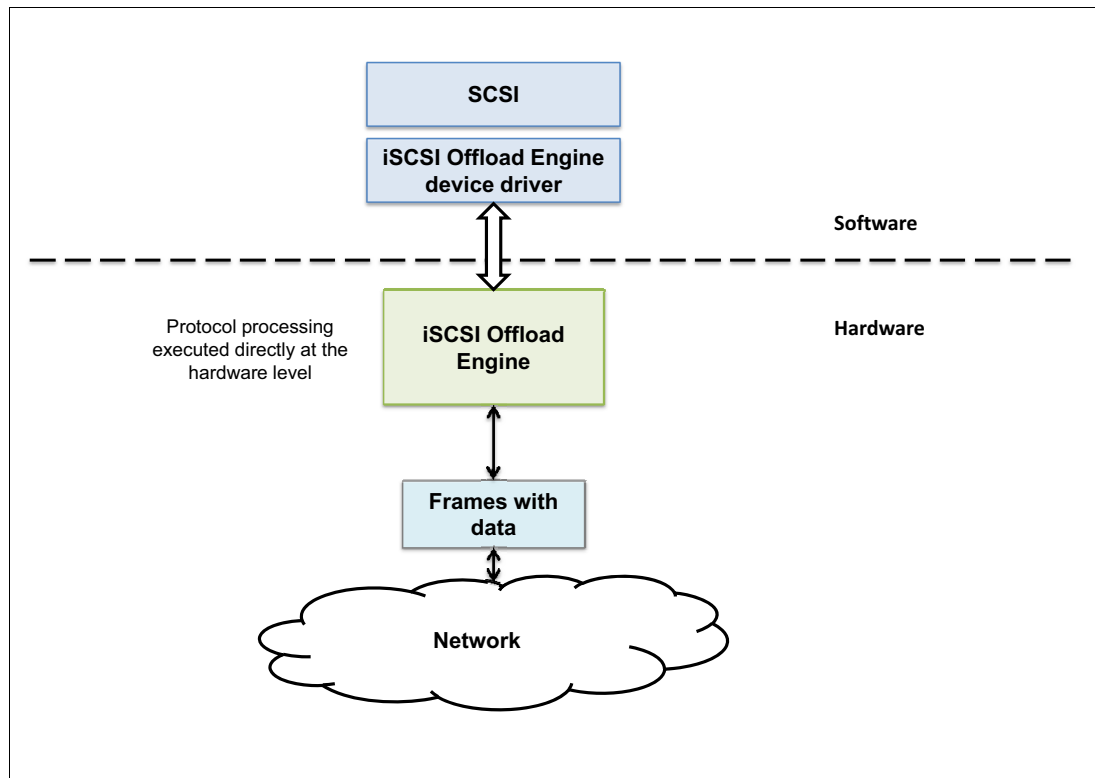 SCSI
iSCSI Offload Engine
device driver
Software
Protocol processing
executed directly at the
hardware level
iSCSI Offload
Engine
Hardware
Frames with
data
Network